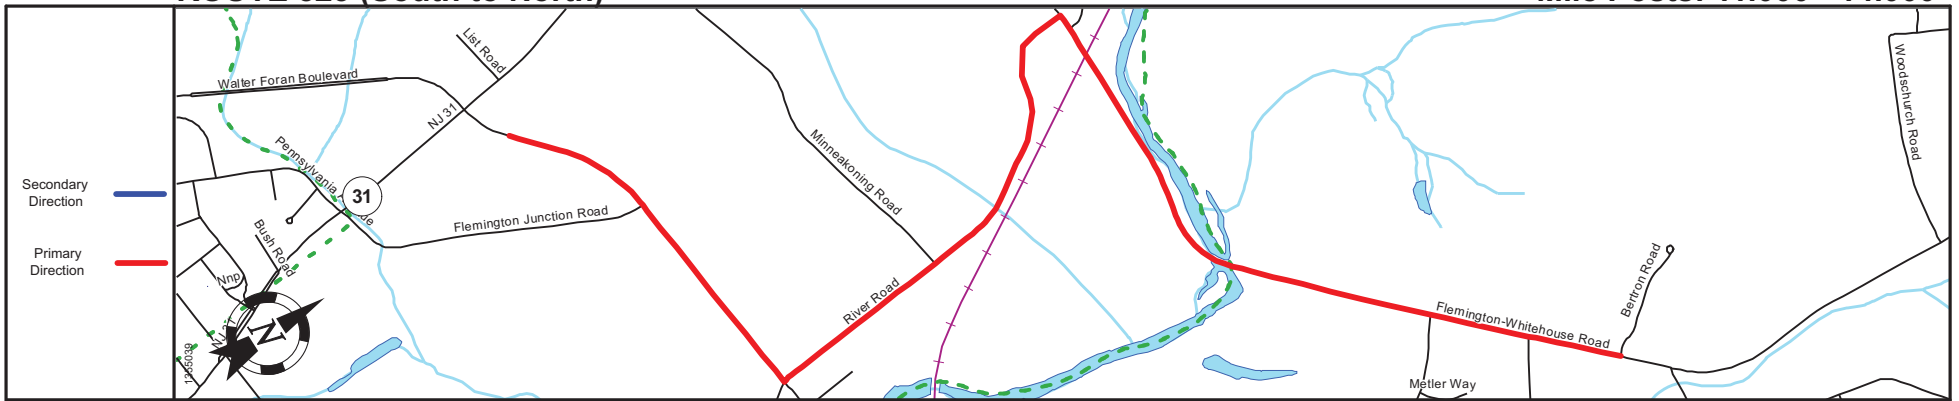 Secondary
Direction
Primary
Direction
Walter Foran Boulevard
List Road
NJ 31
Pennsylvania
31
Bush Road
Nnp
Flemington Junction Road
Minneakoning Road
River Road
Flemington-Whitehouse Road
Bertron Road
Metler Way
Woodschurch Road
N